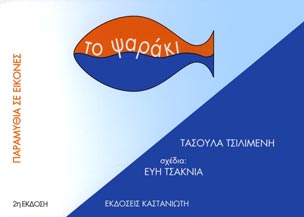 το ψαράκι
ΠΑΡΑΜΥΘΙΑ ΣΕ ΕΙΚΟΝΕΣ
ΤΑΣΟΥΛΑ ΤΣΙΛΙΜΕΝΗ
σχέδια:
ΕΥΗ ΤΣΑΚΝΙΑ
2η ΕΚΔΟΣΗ
ΕΚΔΟΣΕΙΣ ΚΑΣΤΑΝΙΩΤΗ